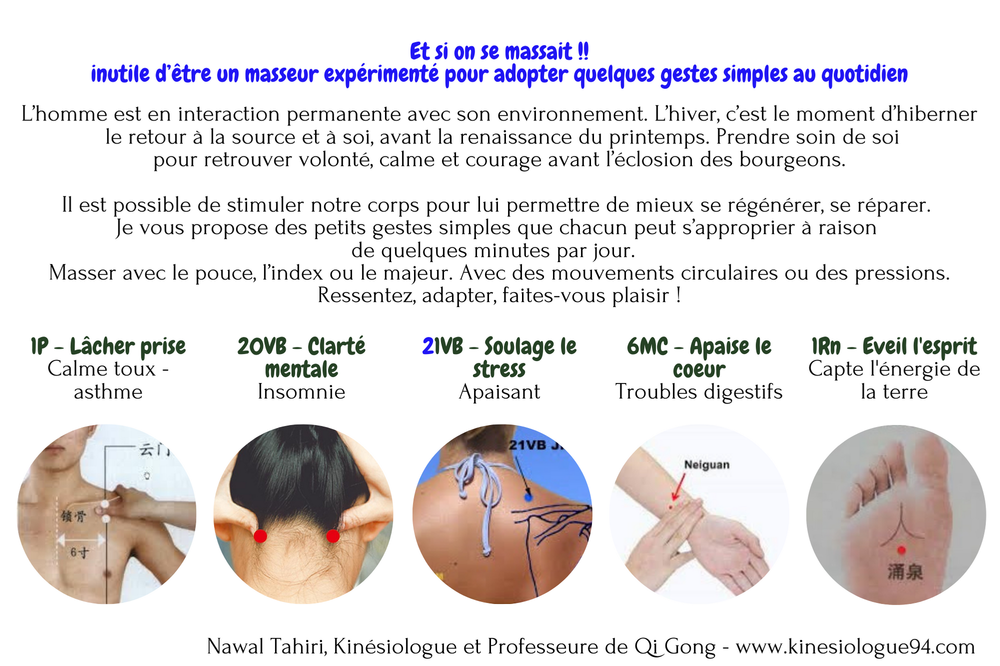 Et si on se massait !!
inutile d'être un masseur expérimenté pour adopter quelques gestes simples au quotidien
L'homme est en interaction permanente avec son environnement. L'hiver, c'est le moment d'hiberner
le retour à la source et à soi, avant la renaissance du printemps. Prendre soin de soi
pour retrouver volonté, calme et courage avant l'éclosion des bourgeons.
Il est possible de stimuler notre corps pour lui permettre de mieux se régénérer, se réparer.
Je vous propose des petits gestes simples que chacun peut s'approprier à raison
de quelques minutes par jour.
Masser avec le pouce, l'index ou le majeur. Avec des mouvements circulaires ou des pressions.
Ressentez, adapter, faites-vous plaisir !
1P - Lâcher prise
Calme toux -
asthme
20VB - Clarté
mentale
Insomnie
21VB - Soulage le
stress
Apaisant
6MC - Apaise le
coeur
Troubles digestifs
1Rn - Eveil l'esprit
Capte l'énergie de
la terre
云门
锁骨
6寸
21VB J
Neiguan
人
涌泉
Nawal Tahiri, Kinésiologue et Professeure de Qi Gong - www.kinesiologue94.com